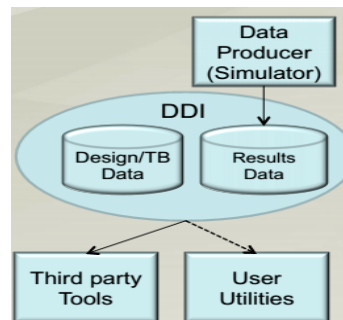 Data
Producer
(Simulator)
DDI
Design/TB
Data
Results
Data
Third party
Tools
User
Utilities